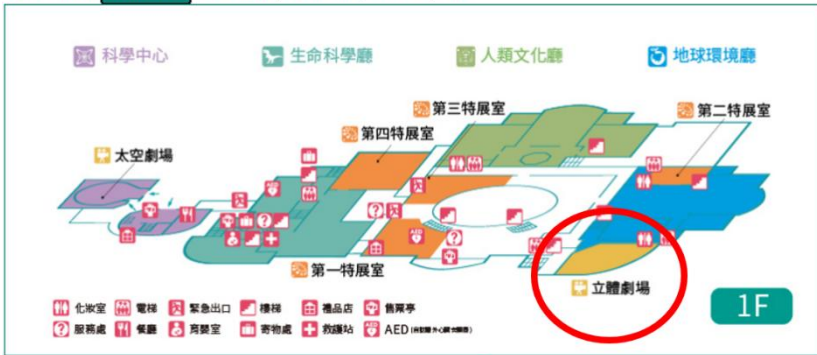 科學中心
生命科學廳
人類文化廳
地球環境廳
第三特展室
第二特展室
第四特展室
太空劇場
AED
AED
第一特展室
立體劇場
1F
化妝室 電梯 緊急出口 樓梯 禮品店 售票亭
服務處 餐廳 育嬰室 寄物處 救護站 AED